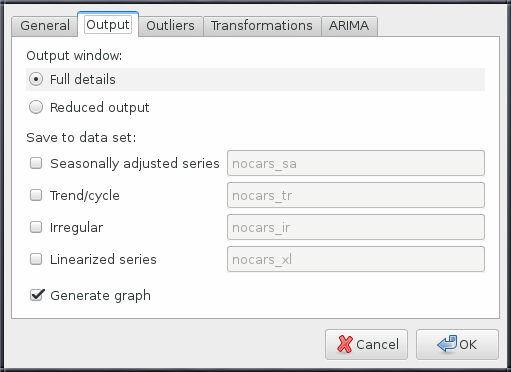 General Output Outliers Transformations ARIMA
Output window:
Full details
Reduced output
Save to data set:
Seasonally adjusted series nocars_sa
Trend/cycle nocars_tr
Irregular nocars_ir
Linearized series nocars_xl
Generate graph
Cancel OK